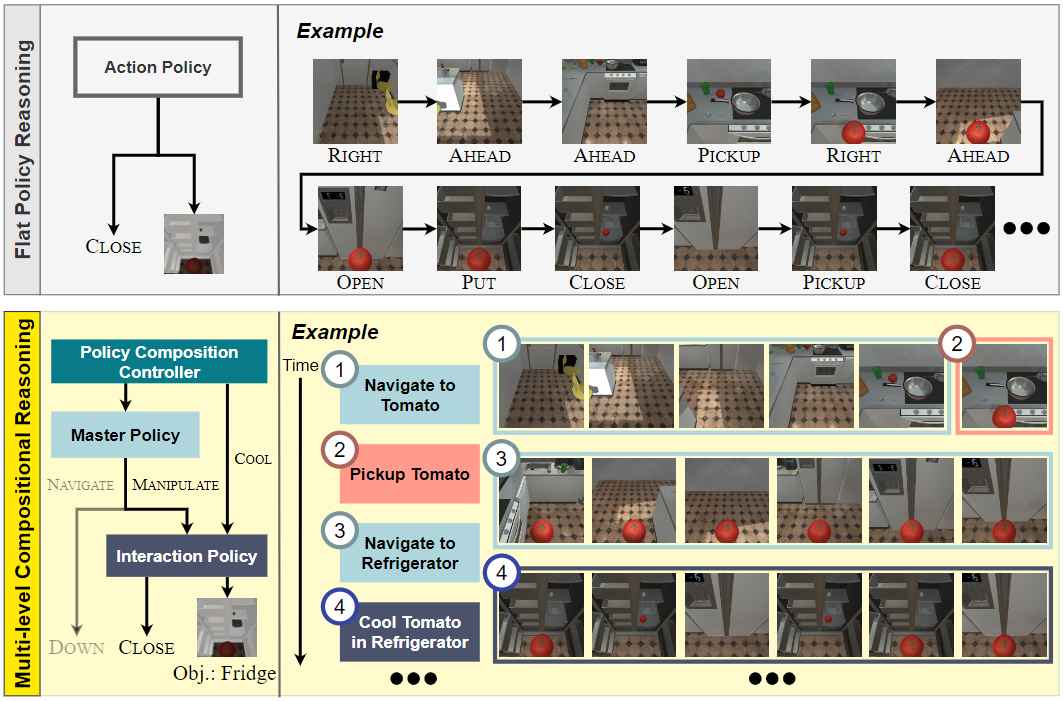 Flat Policy Reasoning
Action Policy
CLOSE
Example
RIGHT
AHEAD
AHEAD
PICKUP
RIGHT
AHEAD
OPEN
PUT
CLOSE
OPEN
PICKUP
CLOSE
Multi-level Compositional Reasoning
Policy Composition
Controller
Master Policy
COOL
NAVIGATE
MANIPULATE
Interaction Policy
DOWN
CLOSE
Obj.: Fridge
Example
Time
1
Navigate to
Tomato
2
Pickup Tomato
3
Navigate to
Refrigerator
4
Cool Tomato
in Refrigerator
1
2
3
4